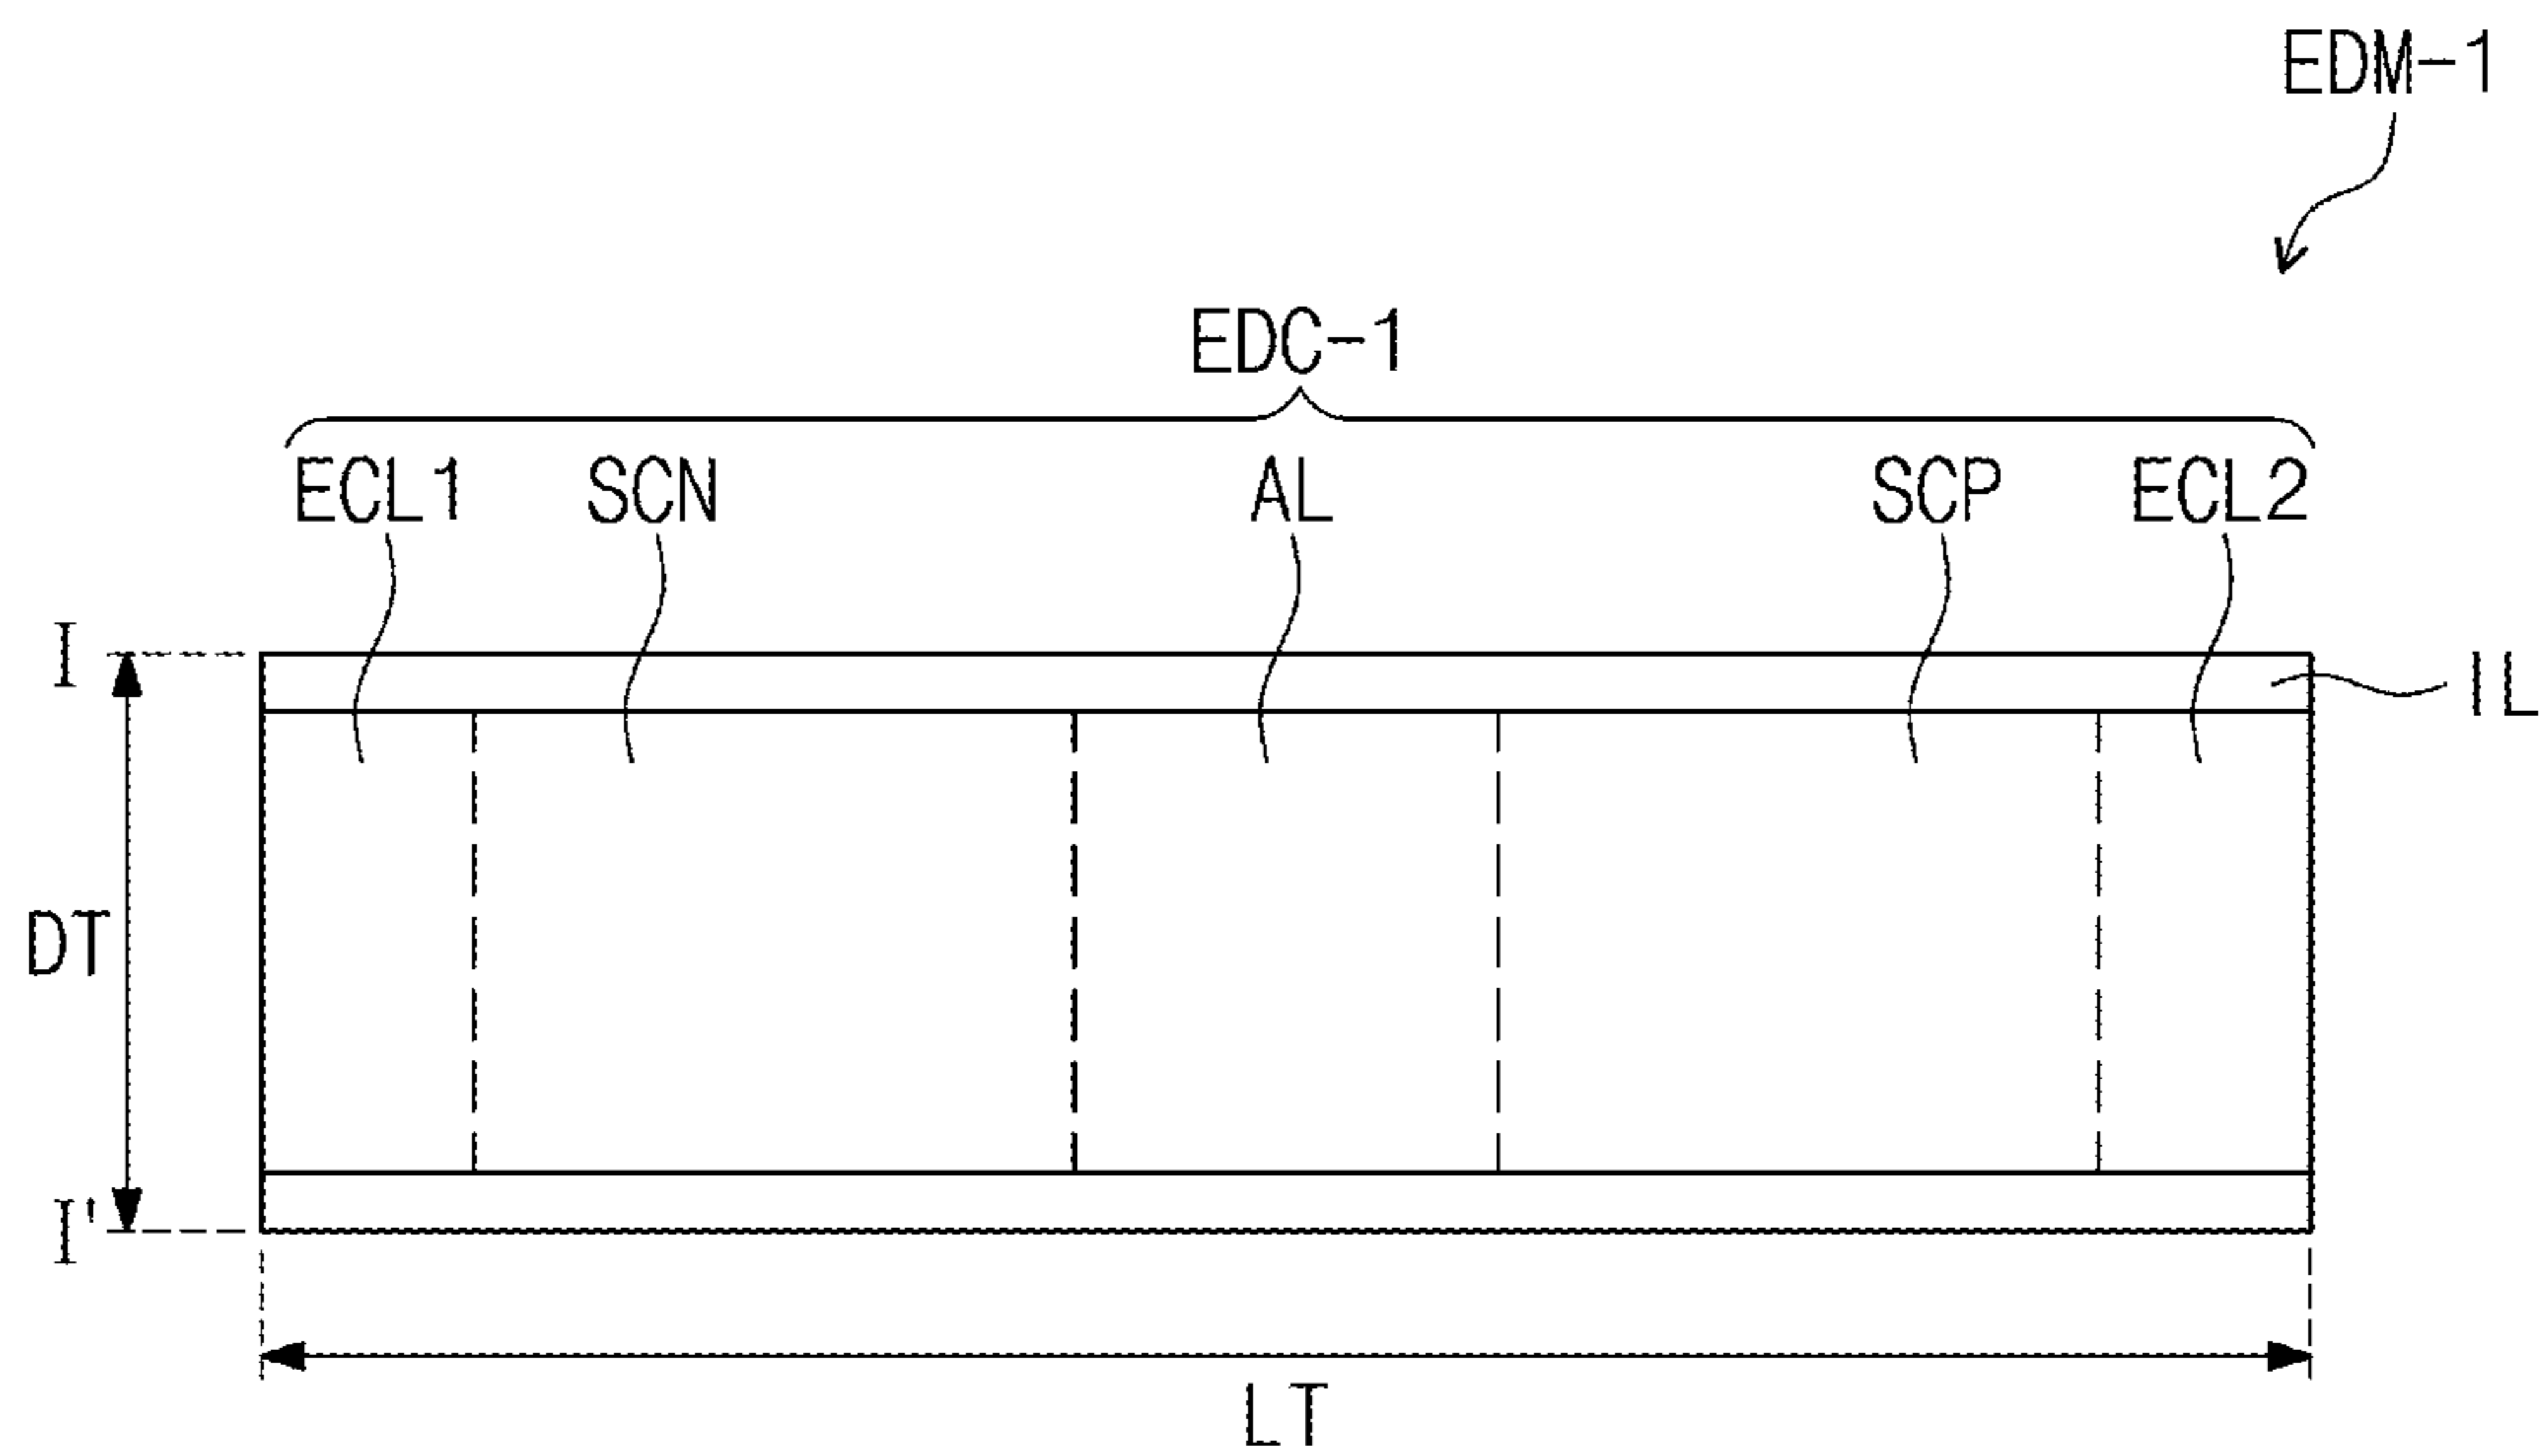 EDM-1
EDC-1
ECL1 SCN AL SCP ECL2
I
IL
DT
I'
LT